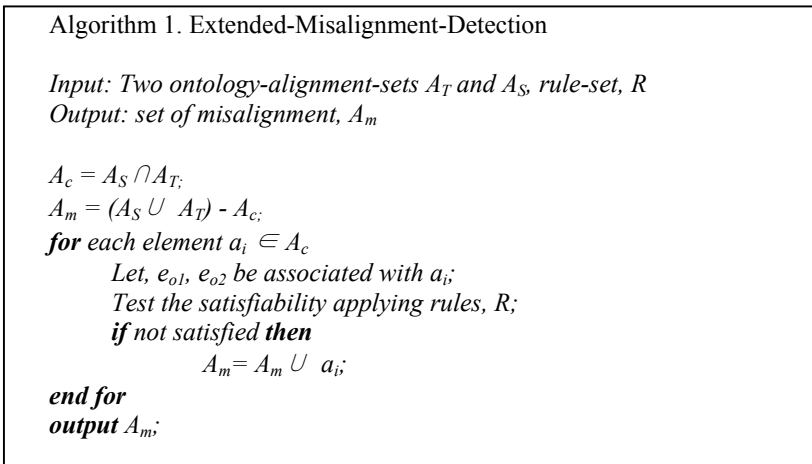 Algorithm 1. Extended-Misalignment-Detection
Input: Two ontology-alignment-sets A_T and A_S, rule-set, R
Output: set of misalignment, A_m
A_c = A_S ∩ A_T;
A_m = (A_S ∪ A_T) - A_c;
for each element a_i ∈ A_c
Let, e_o1, e_o2 be associated with a_i;
Test the satisfiability applying rules, R;
if not satisfied then
A_m= A_m ∪ a_i;
end for
output A_m;